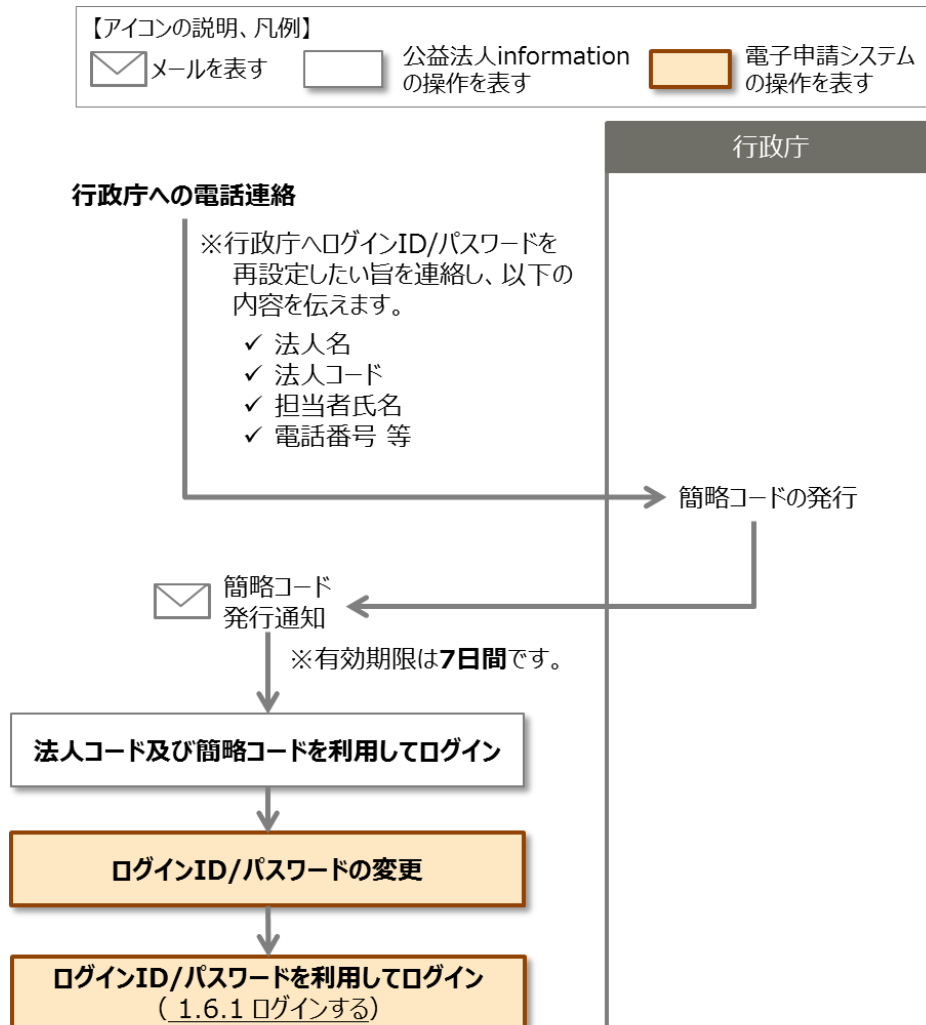 【アイコンの説明、凡例】
メールを表す
公益法人information
の操作を表す
電子申請システム
の操作を表す
行政庁
行政庁への電話連絡
※行政庁へログインID/パスワードを
再設定したい旨を連絡し、以下の
内容を伝えます。
✓ 法人名
✓ 法人コード
✓ 担当者氏名
✓ 電話番号 等
簡略コードの発行
簡略コード
発行通知
※有効期限は7日間です。
法人コード及び簡略コードを利用してログイン
ログインID/パスワードの変更
ログインID/パスワードを利用してログイン
( 1.6.1 ログインする)